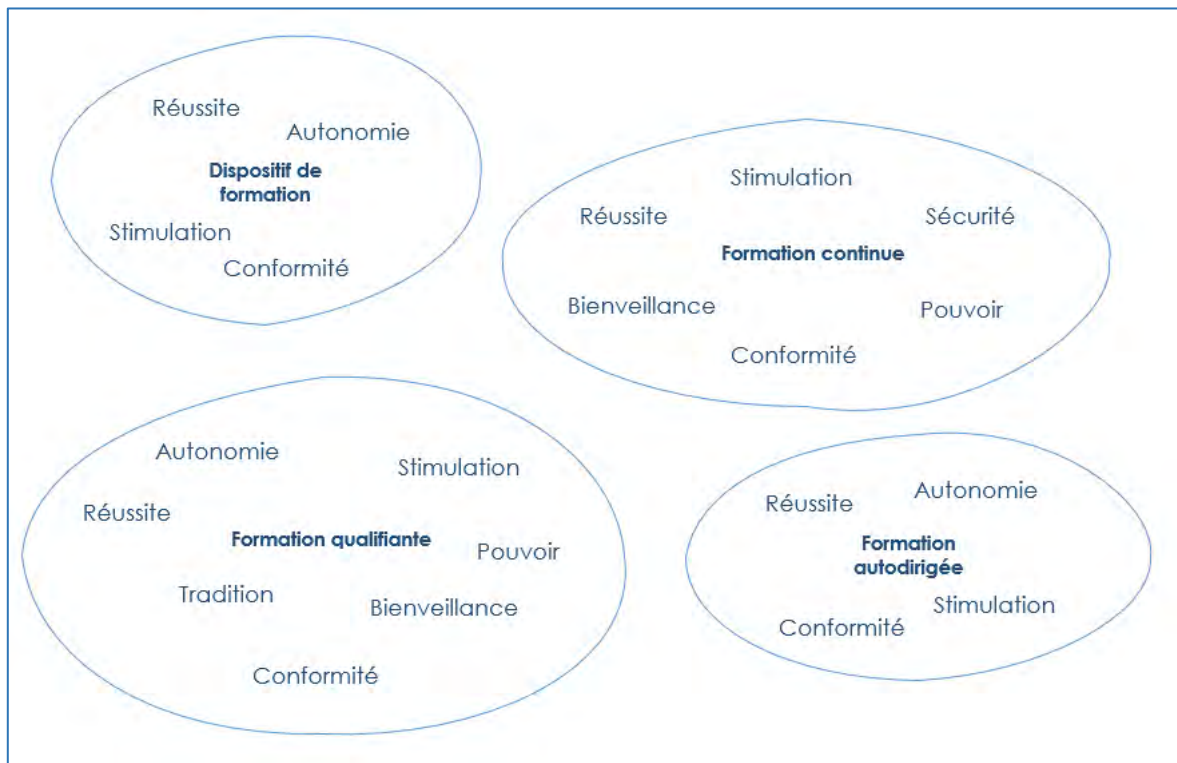 Réussite
Autonomie
Dispositif de
formation
Stimulation
Conformité
Stimulation
Réussite
Sécurité
Formation continue
Bienveillance
Pouvoir
Conformité
Autonomie
Stimulation
Réussite
Formation qualifiante
Pouvoir
Tradition
Bienveillance
Conformité
Réussite
Autonomie
Formation
autodirigée
Stimulation
Conformité